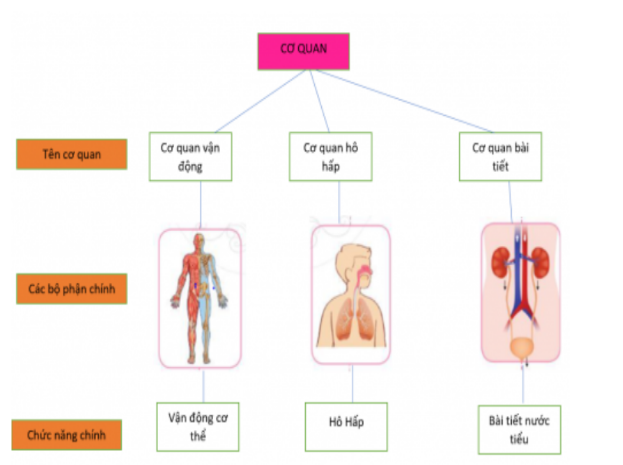 CƠ QUAN
Tên cơ quan
Cơ quan vận
động
Cơ quan hô
hấp
Cơ quan bài
tiết
Các bộ phận chính
Chức năng chính
Vận động cơ
thể
Hô Hấp
Bài tiết nước
tiểu